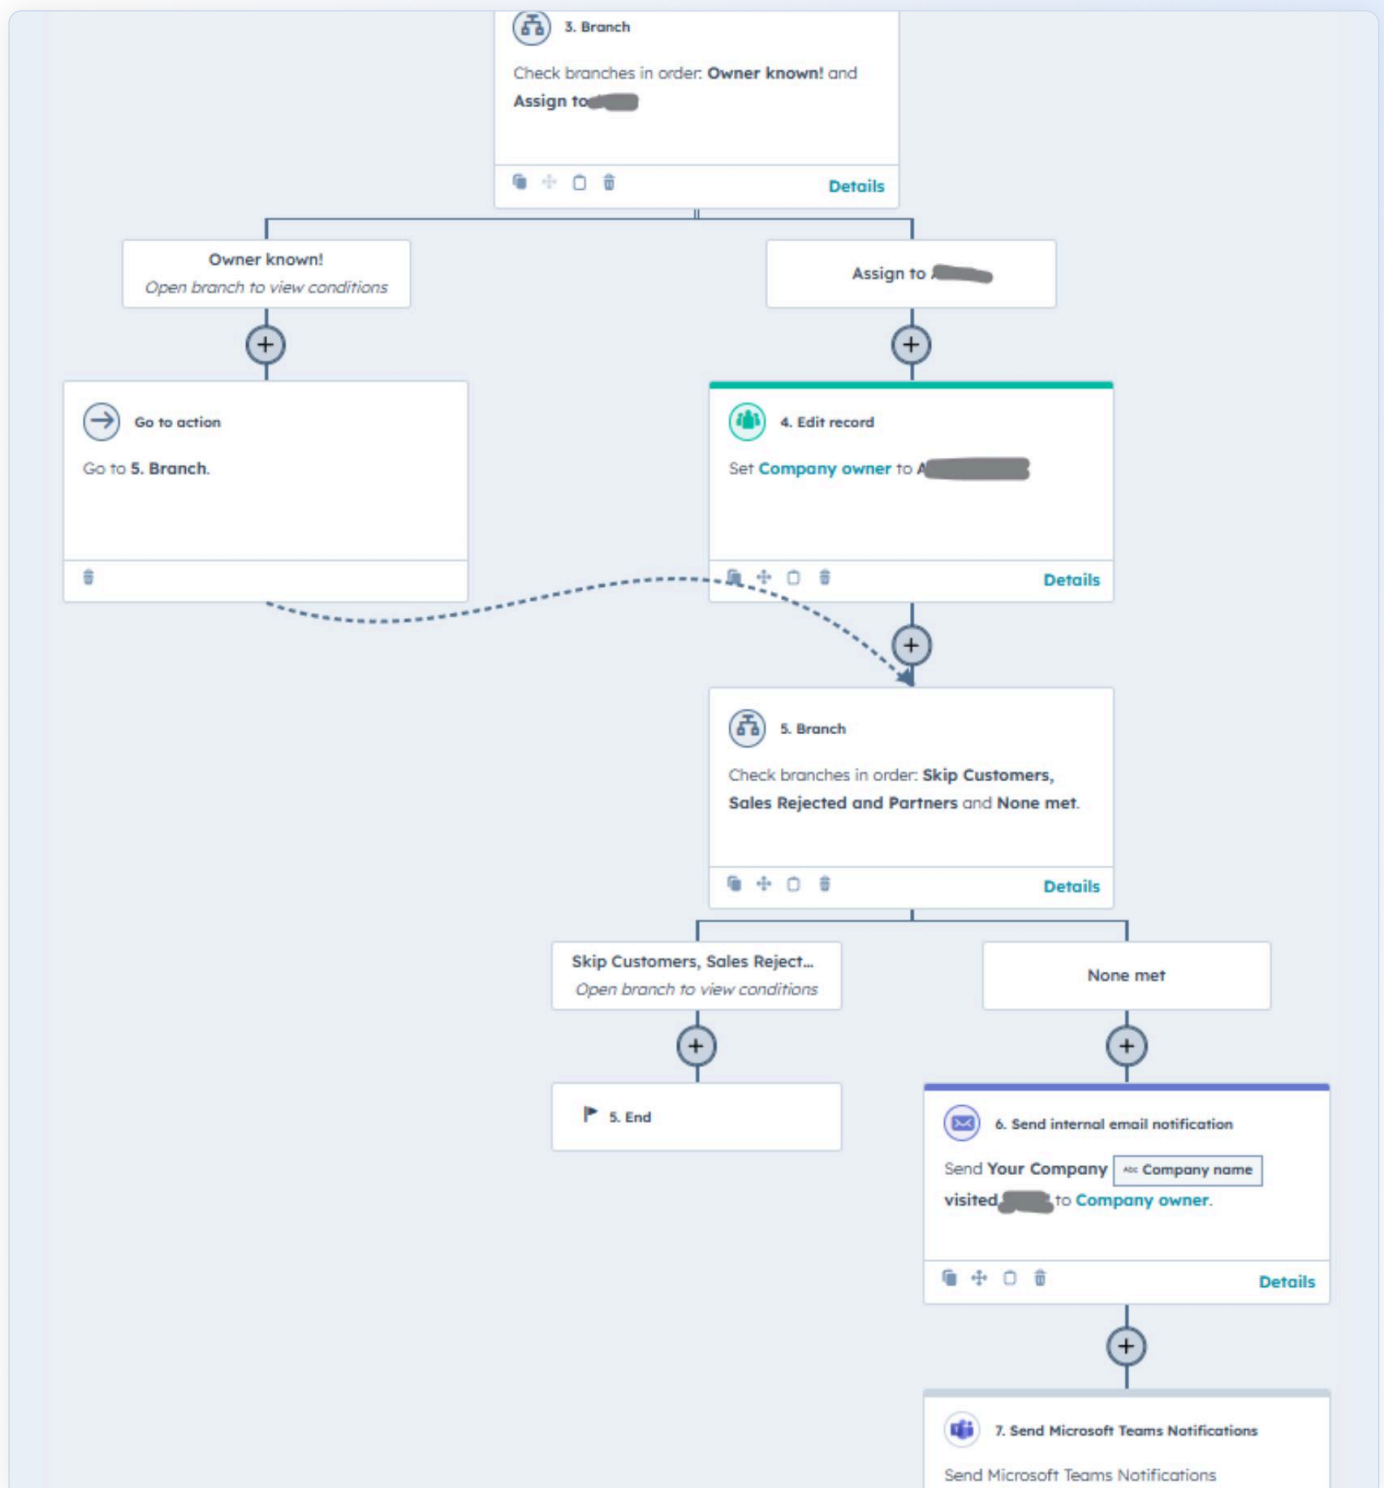 3. Branch
Check branches in order: Owner known! and
Assign to
Details
Owner known!
Open branch to view conditions
Assign to
Go to action
Go to 5. Branch.
4. Edit record
Set Company owner to A
Details
5. Branch
Check branches in order: Skip Customers,
Sales Rejected and Partners and None met.
Details
Skip Customers, Sales Reject...
Open branch to view conditions
None met
5. End
6. Send internal email notification
Send Your Company Abc Company name
visited to Company owner.
Details
7. Send Microsoft Teams Notifications
Send Microsoft Teams Notifications